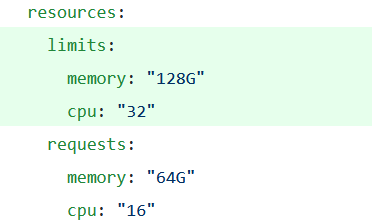 resources:
  limits:
    memory: "128G"
    cpu: "32"
  requests:
    memory: "64G"
    cpu: "16"